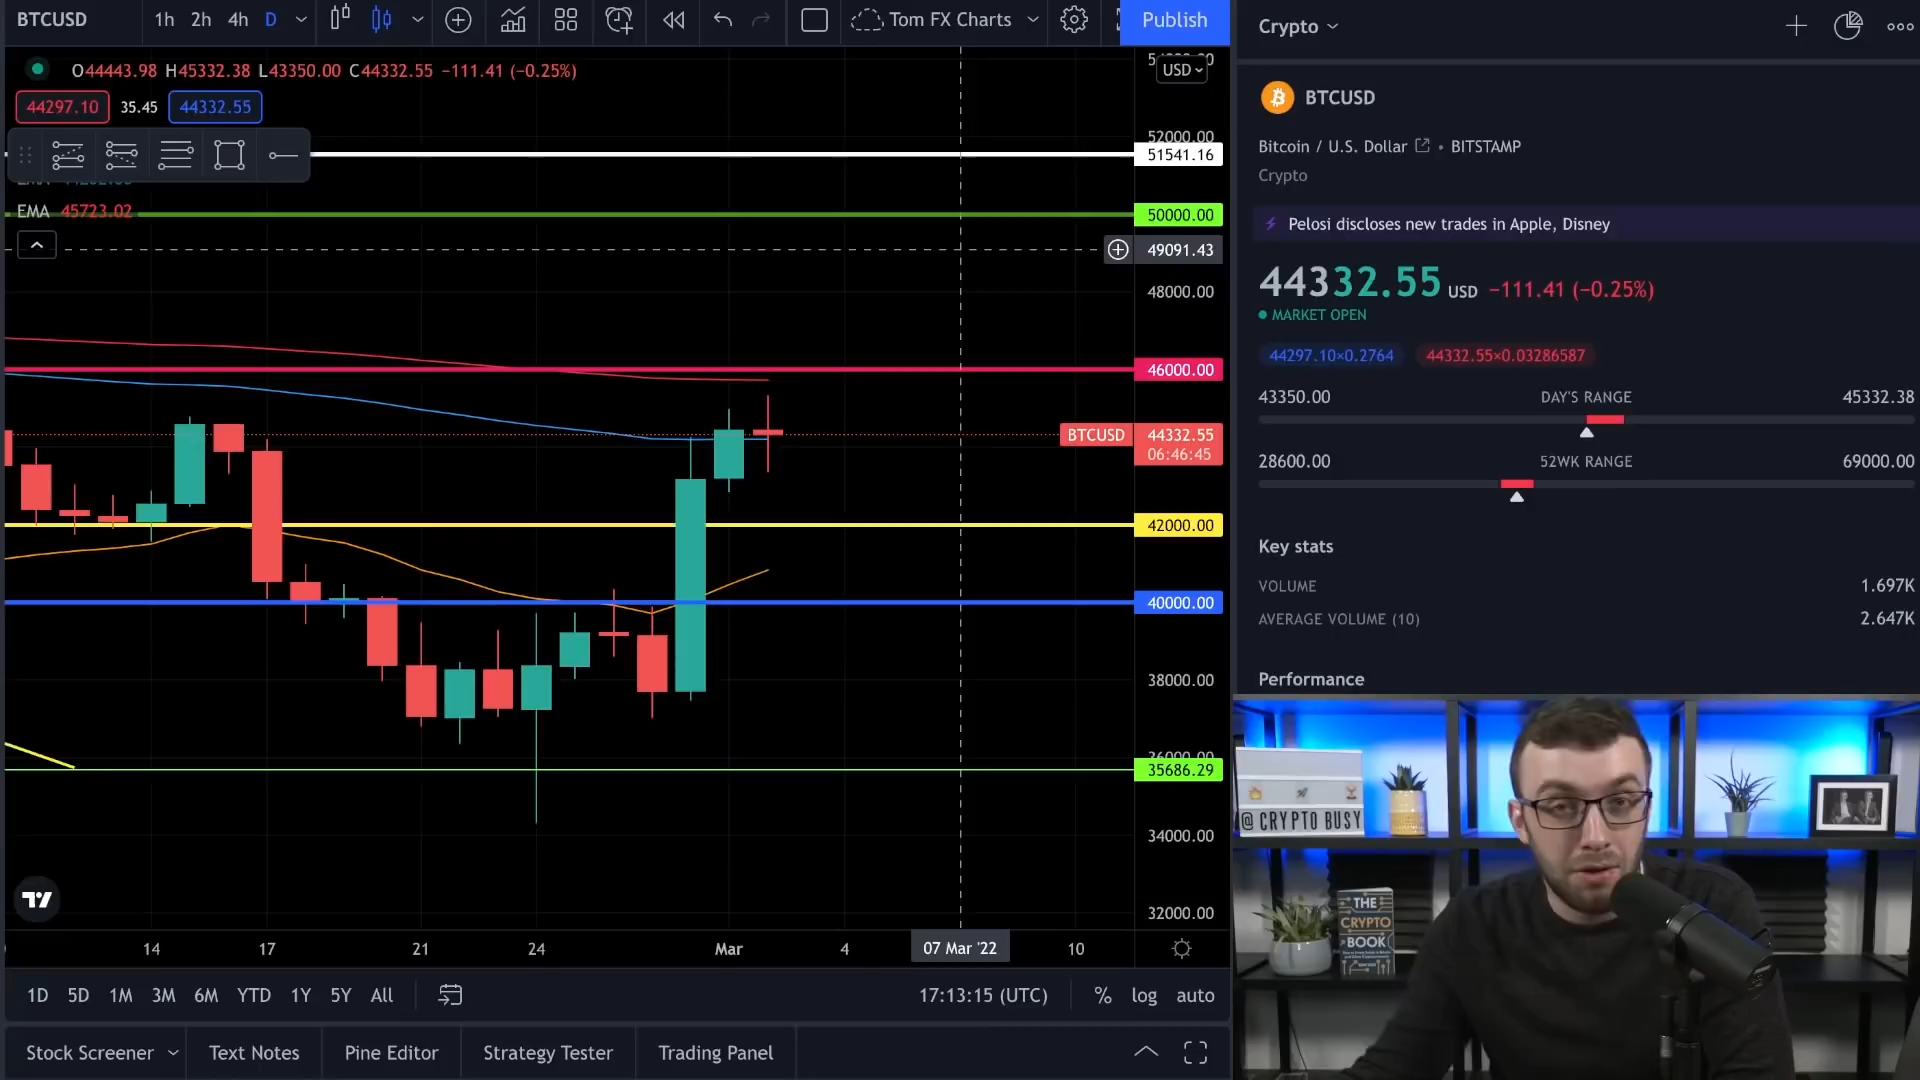 BTCUSD 1h 2h 4h D Tom FX Charts Publish
O44443.98 H45332.38 L43350.00 C44332.55 −111.41 (−0.25%)
USD
44297.10 35.45 44332.55
52000.00
51541.16
EMA 45723.02
50000.00
49091.43
48000.00
46000.00
BTCUSD 44332.55
06:46:45
42000.00
40000.00
38000.00
35686.29
34000.00
32000.00
14 17 21 24 Mar 4 07 Mar '22 10
1D 5D 1M 3M 6M YTD 1Y 5Y All 17:13:15 (UTC) % log auto
Stock Screener Text Notes Pine Editor Strategy Tester Trading Panel
Crypto
BTCUSD
Bitcoin / U.S. Dollar • BITSTAMP
Crypto
Pelosi discloses new trades in Apple, Disney
44332.55 USD −111.41 (−0.25%)
MARKET OPEN
44297.10×0.2764 44332.55×0.03286587
43350.00 DAY'S RANGE 45332.38
28600.00 52WK RANGE 69000.00
Key stats
VOLUME 1.697K
AVERAGE VOLUME (10) 2.647K
Performance
@ CRYPTO BUSY
THE
CRYPTO
BOOK